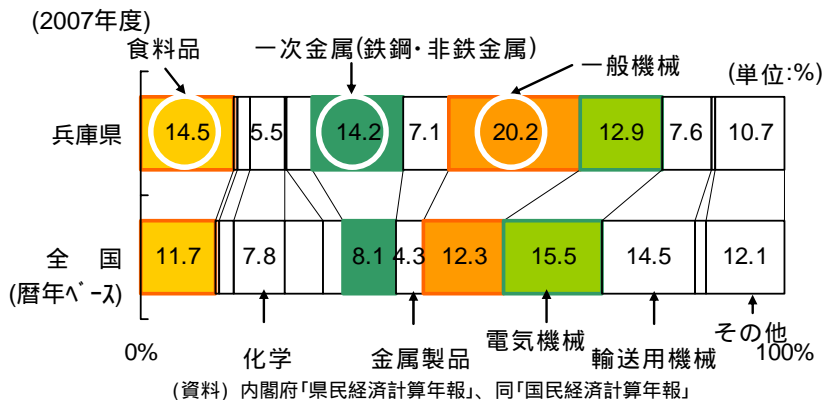 (2007年度)
食料品
一次金属(鉄鋼・非鉄金属)
一般機械
(単位:%)
兵庫県
14.5
5.5
14.2
7.1
20.2
12.9
7.6
10.7
全　国
(暦年ベース)
11.7
7.8
8.1
4.3
12.3
15.5
14.5
12.1
0%
化学
金属製品
電気機械
輸送用機械
その他
100%
(資料) 内閣府｢県民経済計算年報｣、同｢国民経済計算年報｣